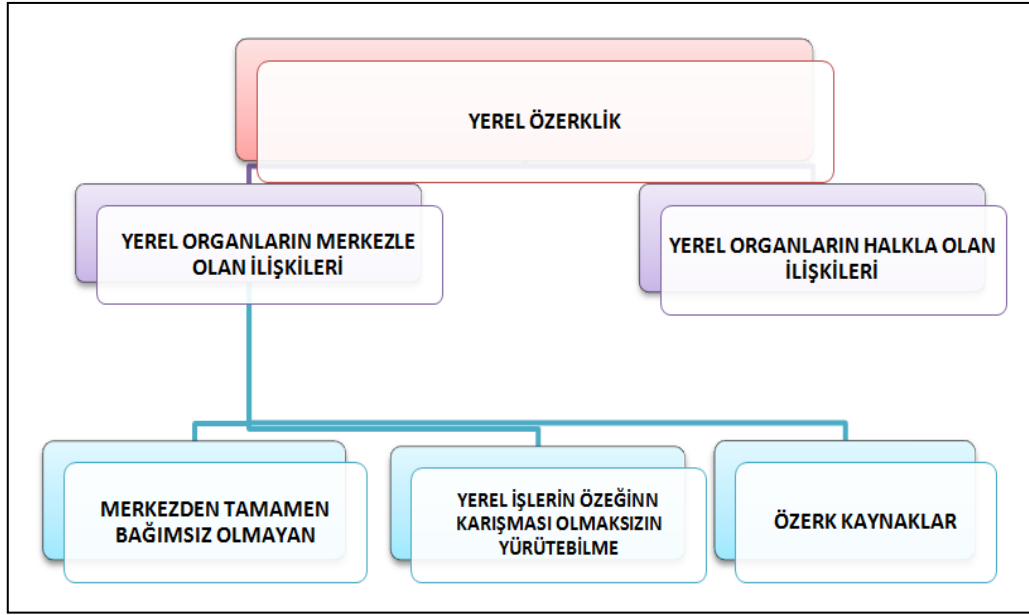 YEREL ÖZERKLİK
YEREL ORGANLARIN MERKEZLE
OLAN İLİŞKİLERİ
YEREL ORGANLARIN HALKLA OLAN
İLİŞKİLERİ
MERKEZDEN TAMAMEN
BAĞIMSIZ OLMAYAN
YEREL İŞLERİN ÖZEĞİNN
KARIŞMASI OLMAKSIZIN
YÜRÜTEBİLME
ÖZERK KAYNAKLAR